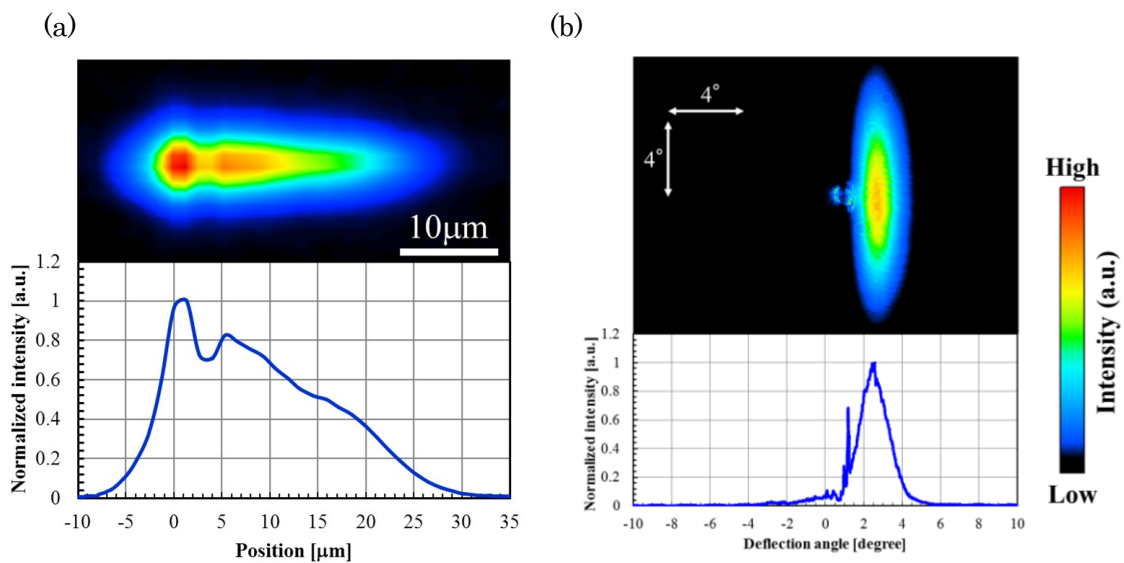 (a)
10μm
1.2
1
0.8
0.6
0.4
0.2
0
Normalized intensity [a.u.]
-10 -5 0 5 10 15 20 25 30 35
Position [μm]
(b)
4°
4°
1.2
1
0.8
0.6
0.4
0.2
0
Normalized intensity [a.u.]
-10 -8 -6 -4 -2 0 2 4 6 8 10
Deflection angle [degree]
High
Intensity (a.u.)
Low